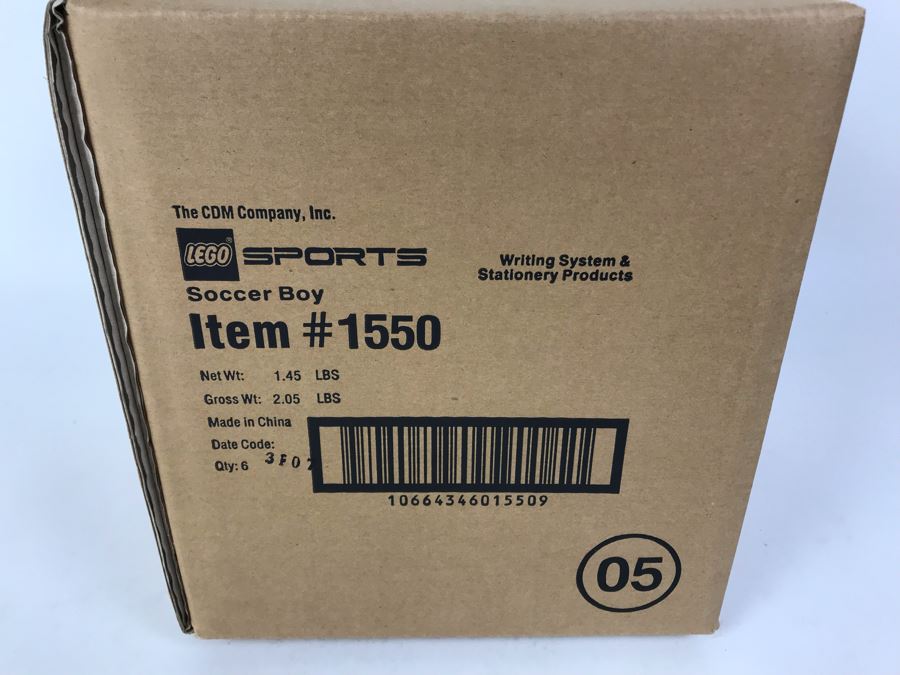 The CDM Company, Inc.
LEGO® SPORTS
Writing System &
Stationery Products
Soccer Boy
Item #1550
Net Wt: 1.45 LBS
Gross Wt: 2.05 LBS
Made in China
Date Code:
Qty: 6
10664346015509
05